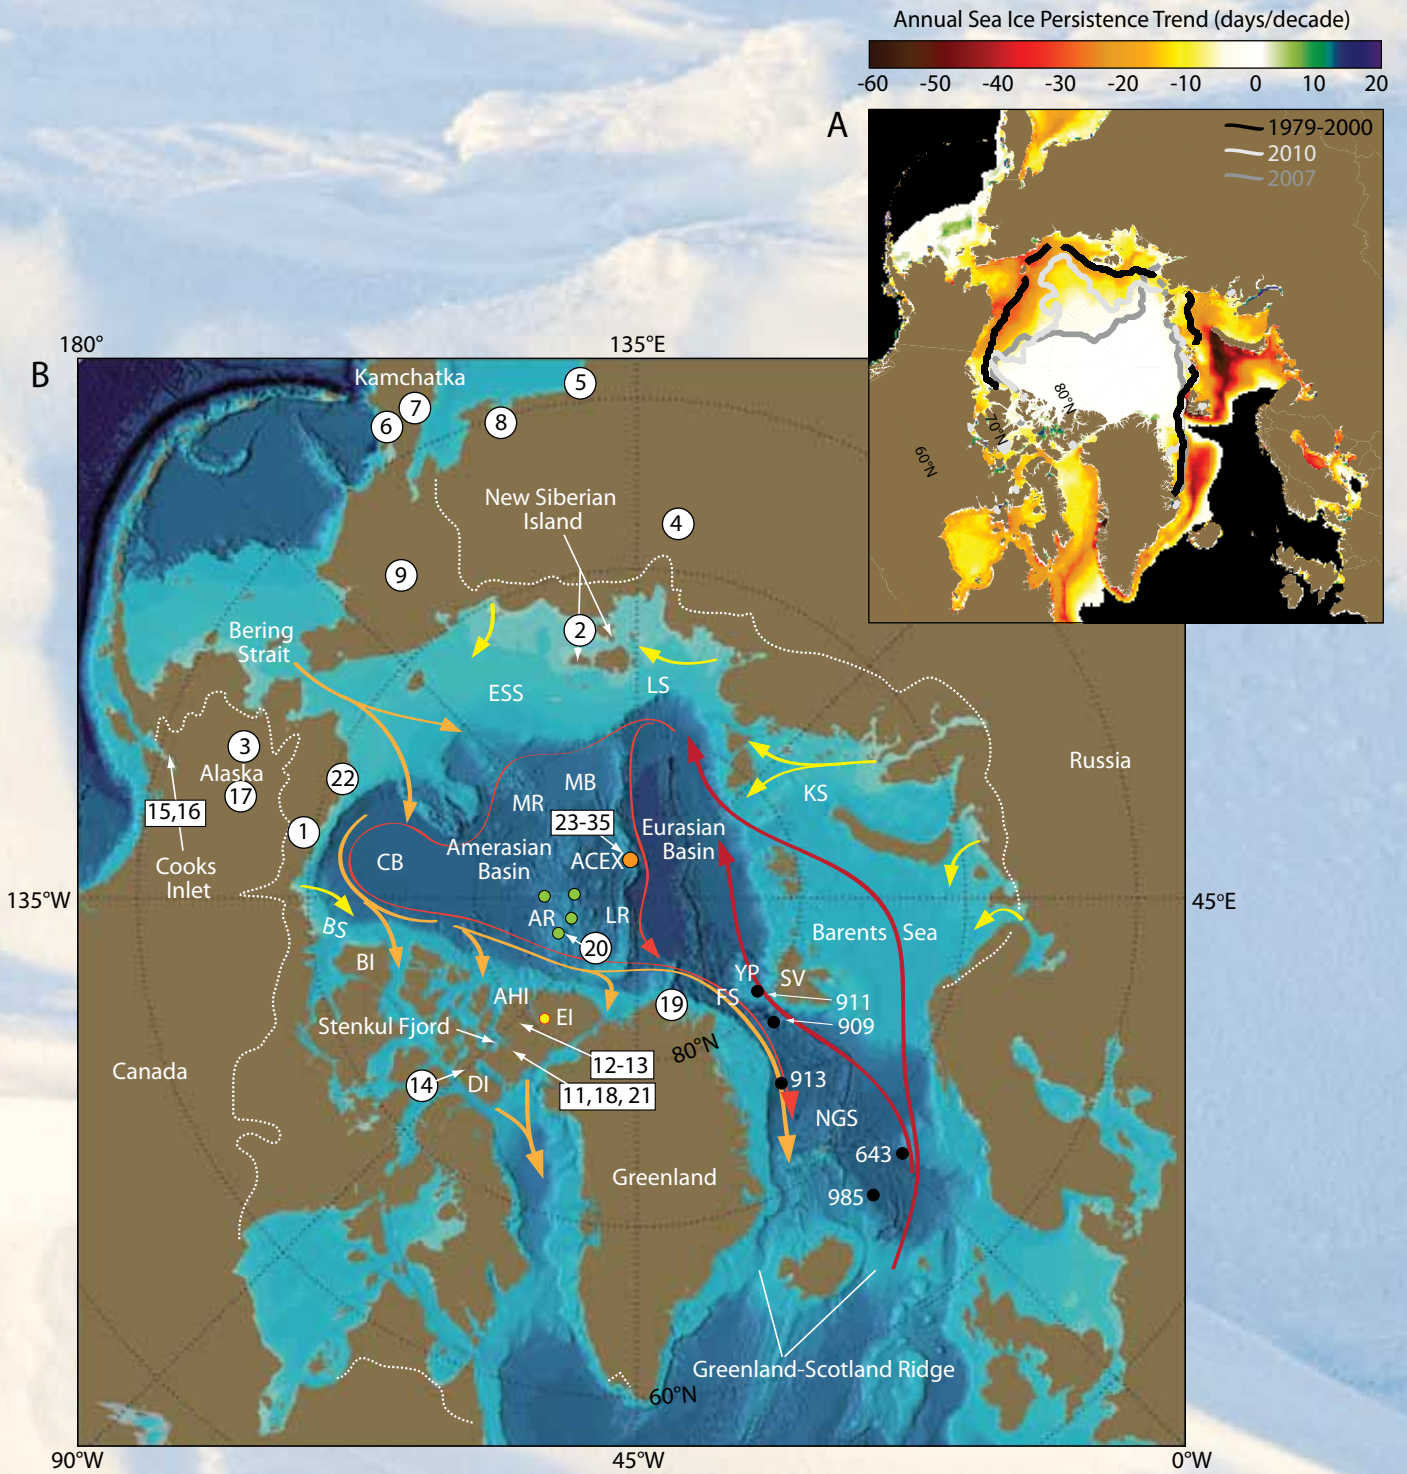 Annual Sea Ice Persistence Trend (days/decade)
-60 -50 -40 -30 -20 -10 0 10 20
A
1979-2000
2010
2007
80°N
70°N
60°N
180° 135°E
B
Kamchatka
5
7
6
8
New Siberian
Island
4
9
2
Bering
Strait
LS
ESS
3
Alaska
17
22
15,16
1
Cooks
Inlet
Russia
MB
MR
KS
23-35
Eurasian
Basin
Amerasian
Basin
ACEX
CB
135°W
45°E
BS
AR
LR
20
Barents Sea
BI
YP
SV
FS
911
909
AHI
EI
19
Stenkul Fjord
80°N
12-13
Canada
14
DI
11,18, 21
913
NGS
643
Greenland
985
Greenland-Scotland Ridge
60°N
90°W 45°W 0°W